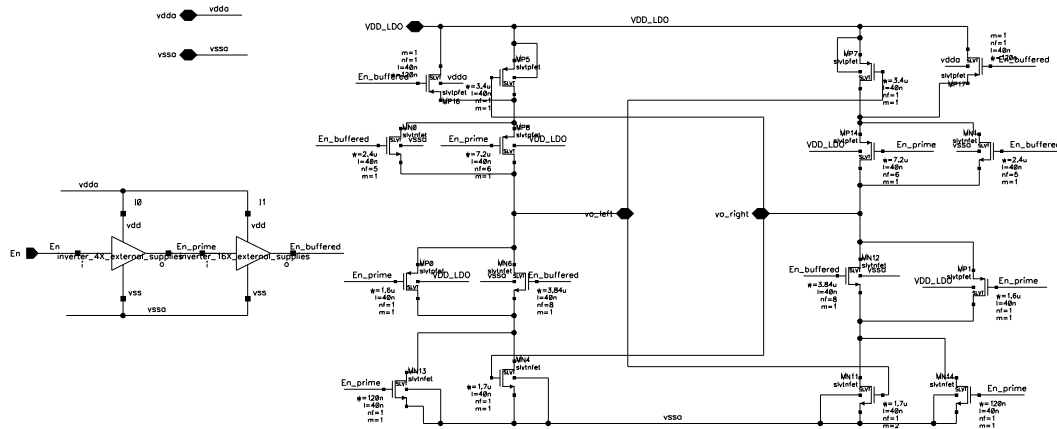 vdda
vdda
vssa
vssa
VDD_LDO
VDD_LDO
m=1
nf=1
l=40n
w=120n
En_buffered
vdda
slvtpfet
MP16
MP5
slvtpfet
w=3.4u
l=40n
nf=1
m=1
MP7
slvtpfet
w=3.4u
l=40n
nf=1
m=1
m=1
nf=1
l=40n
w=120n
En_buffered
vdda
slvtpfet
MP17
En_buffered
MN0
slvtnfet
vssa
w=2.4u
l=40n
nf=5
m=1
En_prime
slvtpfet
VDD_LDO
w=7.2u
l=40n
nf=6
m=1
MP14
slvtpfet
VDD_LDO
En_prime
w=7.2u
l=40n
nf=6
m=1
slvtnfet
vssa
En_buffered
w=2.4u
l=40n
nf=5
m=1
vdda
I0
I1
vdd
vdd
En
En
inverter_4X_external_supplies
En_prime
inverter_16X_external_supplies
En_buffered
i
o
i
o
vss
vss
vssa
vo_left
vo_right
En_prime
MP0
slvtpfet
VDD_LDO
w=1.6u
l=40n
nf=1
m=1
MN6
slvtnfet
vssa
En_buffered
w=3.84u
l=40n
nf=8
m=1
En_buffered
MN12
slvtnfet
vssa
w=3.84u
l=40n
nf=8
m=1
MP1
slvtpfet
VDD_LDO
En_prime
w=1.6u
l=40n
nf=1
m=1
En_prime
MN13
slvtnfet
w=120n
l=40n
nf=1
m=1
MN4
slvtnfet
w=1.7u
l=40n
nf=1
m=1
vssa
MN11
slvtnfet
w=1.7u
l=40n
nf=1
m=2
MN14
slvtnfet
En_prime
w=120n
l=40n
nf=1
m=1